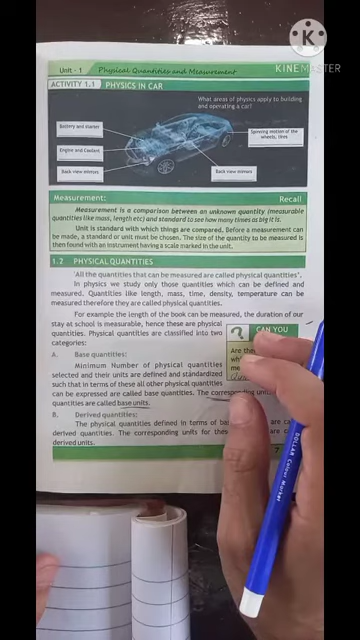 KINEMASTER
Unit - 1 Physical Quantities and Measurement
ACTIVITY 1.1 PHYSICS IN CAR
What areas of physics apply to building
and operating a car?
Battery and starter
Engine and Coolant
Back view mirrors
Spinning motion of the
wheels, tires
Back view mirrors
Measurement: Recall
Measurement is a comparison between an unknown quantity (measurable
quantities like mass, length etc) and standard to see how many times as big it is.
Unit is standard with which things are compared. Before a measurement can
be made, a standard or unit must be chosen. The size of the quantity to be measured is
then found with an instrument having a scale marked in the unit.
1.2 PHYSICAL QUANTITIES
'All the quantities that can be measured are called physical quantities'.
In physics we study only those quantities which can be defined and
measured. Quantities like length, mass, time, density, temperature can be
measured therefore they are called physical quantities.
For example the length of the book can be measured, the duration of our
stay at school is measurable, hence these are physical
quantities. Physical quantities are classified into two
categories:
? CAN YOU
Are the
A. Base quantities:
Minimum Number of physical quantities
selected and their units are defined and standardized
such that in terms of these all other physical quantities
can be expressed are called base quantities. The corresponding units
quantities are called base units.
B. Derived quantities:
The physical quantities defined in terms of are called
derived quantities. The corresponding units for these are
derived units.
7
DOLLAR Colour Marker